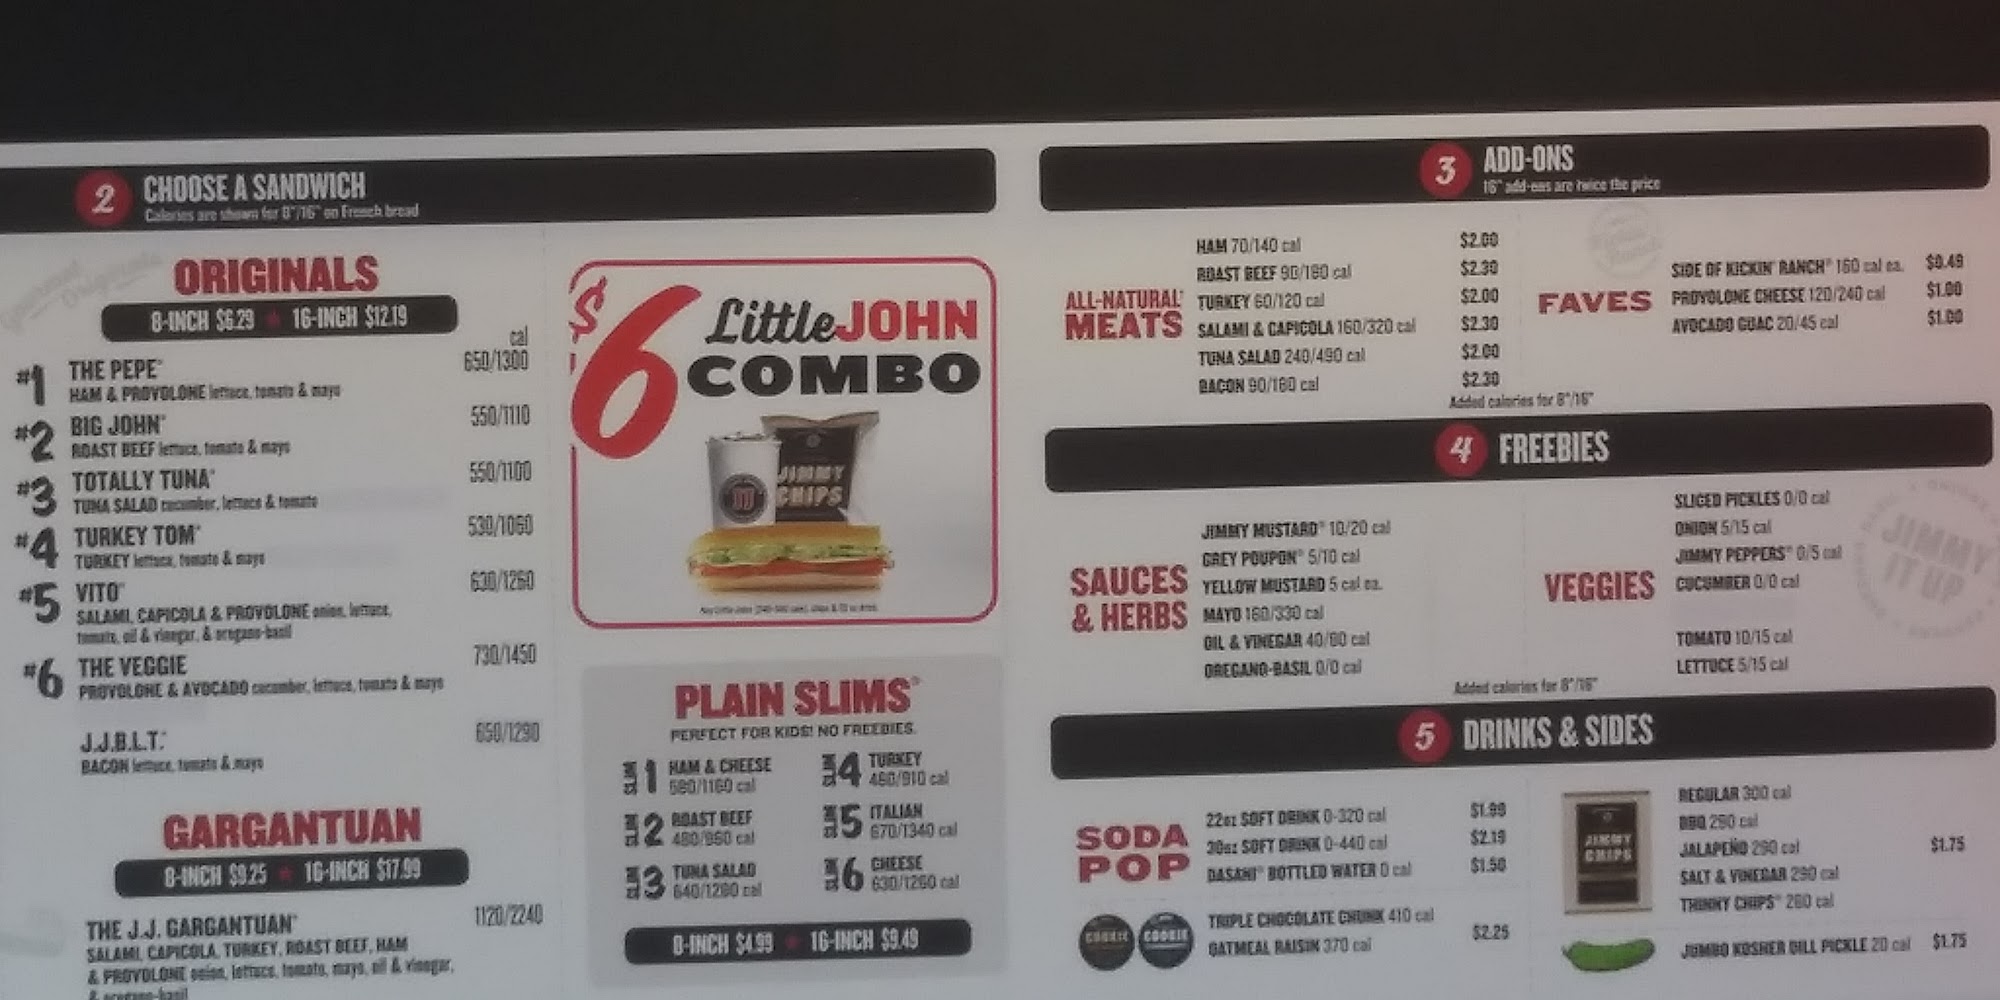 2 CHOOSE A SANDWICH
Calories are shown for 8"/16" on French bread
ORIGINALS
8-INCH $6.29 ★ 16-INCH $12.19
cal
#1 THE PEPE® 650/1300
HAM & PROVOLONE lettuce, tomato & mayo
#2 BIG JOHN® 550/1110
ROAST BEEF lettuce, tomato & mayo
#3 TOTALLY TUNA® 550/1100
TUNA SALAD cucumber, lettuce & tomato
#4 TURKEY TOM® 530/1060
TURKEY lettuce, tomato & mayo
#5 VITO® 630/1260
SALAMI, CAPICOLA & PROVOLONE onion, lettuce,
tomato, oil & vinegar, & oregano-basil
#6 THE VEGGIE 730/1450
PROVOLONE & AVOCADO cucumber, lettuce, tomato & mayo
J.J.B.L.T.® 650/1290
BACON lettuce, tomato & mayo
GARGANTUAN
8-INCH $9.25 ★ 16-INCH $17.99
THE J.J. GARGANTUAN® 1120/2240
SALAMI, CAPICOLA, TURKEY, ROAST BEEF, HAM
& PROVOLONE onion, lettuce, tomato, mayo, oil & vinegar,
& oregano-basil
$6 Little JOHN
COMBO
JJ
JIMMY
CHIPS
PLAIN SLIMS®
PERFECT FOR KIDS! NO FREEBIES.
SLIM 1 HAM & CHEESE
580/1160 cal
SLIM 2 ROAST BEEF
480/960 cal
SLIM 3 TUNA SALAD
640/1280 cal
SLIM 4 TURKEY
460/910 cal
SLIM 5 ITALIAN
670/1340 cal
SLIM 6 CHEESE
630/1260 cal
8-INCH $4.99 ★ 16-INCH $9.49
3 ADD-ONS
16" add-ons are twice the price
ALL-NATURAL*
MEATS
HAM 70/140 cal $2.00
ROAST BEEF 90/180 cal $2.30
TURKEY 60/120 cal $2.00
SALAMI & CAPICOLA 160/320 cal $2.30
TUNA SALAD 240/490 cal $2.00
BACON 90/180 cal $2.30
FAVES
SIDE OF KICKIN' RANCH® 160 cal ea. $0.49
PROVOLONE CHEESE 120/240 cal $1.00
AVOCADO GUAC 20/45 cal $1.00
Added calories for 8"/16"
4 FREEBIES
SAUCES
& HERBS
JIMMY MUSTARD® 10/20 cal
GREY POUPON® 5/10 cal
YELLOW MUSTARD 5 cal ea.
MAYO 160/330 cal
OIL & VINEGAR 40/80 cal
OREGANO-BASIL 0/0 cal
VEGGIES
SLICED PICKLES 0/0 cal
ONION 5/15 cal
JIMMY PEPPERS® 0/5 cal
CUCUMBER 0/0 cal
TOMATO 10/15 cal
LETTUCE 5/15 cal
JIMMY
IT UP
Added calories for 8"/16"
5 DRINKS & SIDES
SODA
POP
22oz SOFT DRINK 0-320 cal $1.99
30oz SOFT DRINK 0-440 cal $2.19
DASANI® BOTTLED WATER 0 cal $1.50
COOKIE
COOKIE
TRIPLE CHOCOLATE CHUNK 410 cal
OATMEAL RAISIN 370 cal
$2.25
JIMMY
CHIPS
REGULAR 300 cal
BBQ 290 cal
JALAPEÑO 290 cal $1.75
SALT & VINEGAR 290 cal
THINNY CHIPS® 260 cal
JUMBO KOSHER DILL PICKLE 20 cal $1.75